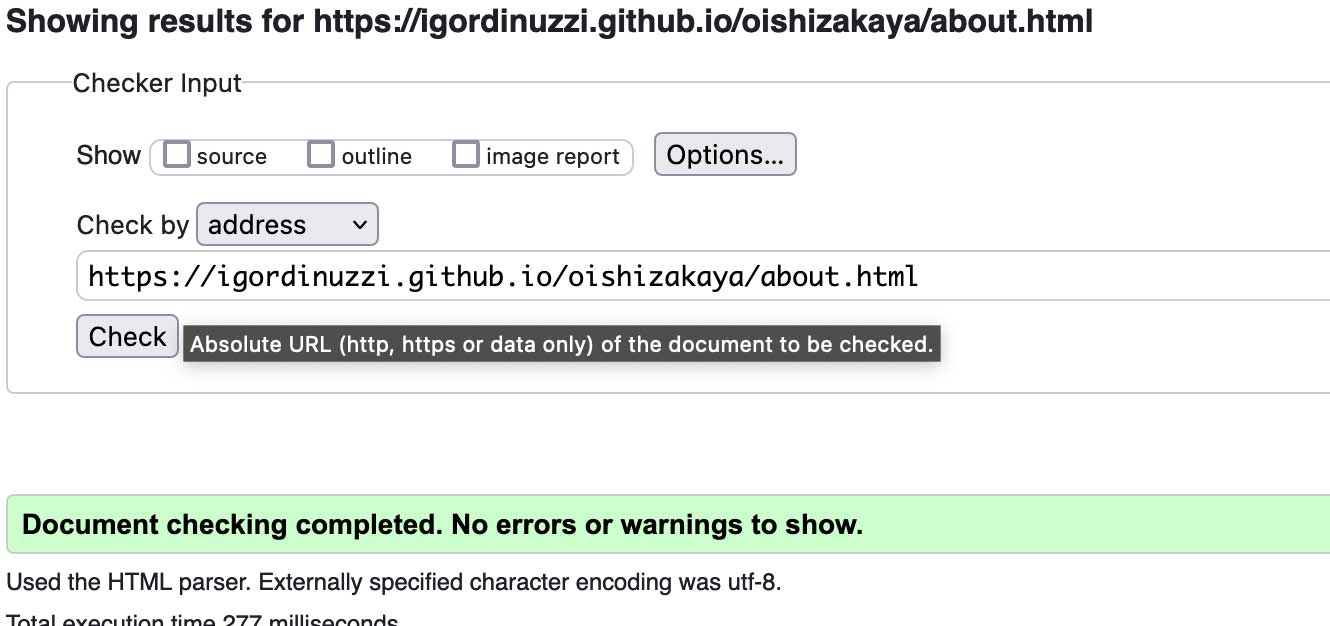 Showing results for https://igordinuzzi.github.io/oishizakaya/about.html
Checker Input
Show source outline image report Options...
Check by address
https://igordinuzzi.github.io/oishizakaya/about.html
Check Absolute URL (http, https or data only) of the document to be checked.
Document checking completed. No errors or warnings to show.
Used the HTML parser. Externally specified character encoding was utf-8.
Total execution time 277 milliseconds.